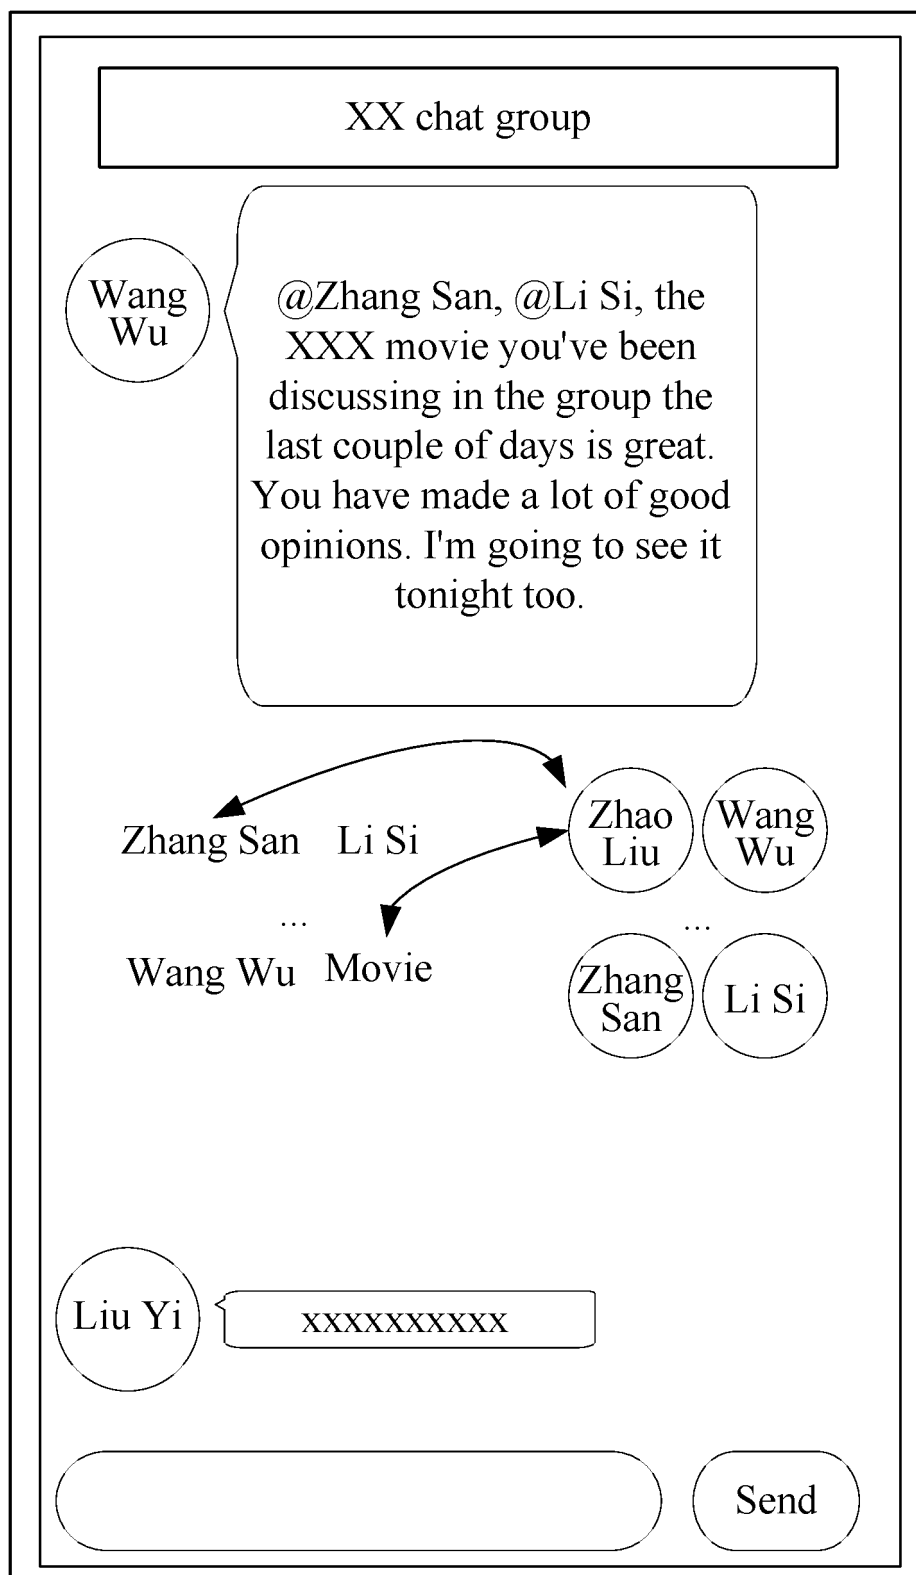 XX chat group
Wang
Wu
@Zhang San, @Li Si, the
XXX movie you've been
discussing in the group the
last couple of days is great.
You have made a lot of good
opinions. I'm going to see it
tonight too.
Zhang San Li Si
...
Wang Wu Movie
Zhao
Liu
Wang
Wu
...
Zhang
San
Li Si
Liu Yi
xxxxxxxxxx
Send